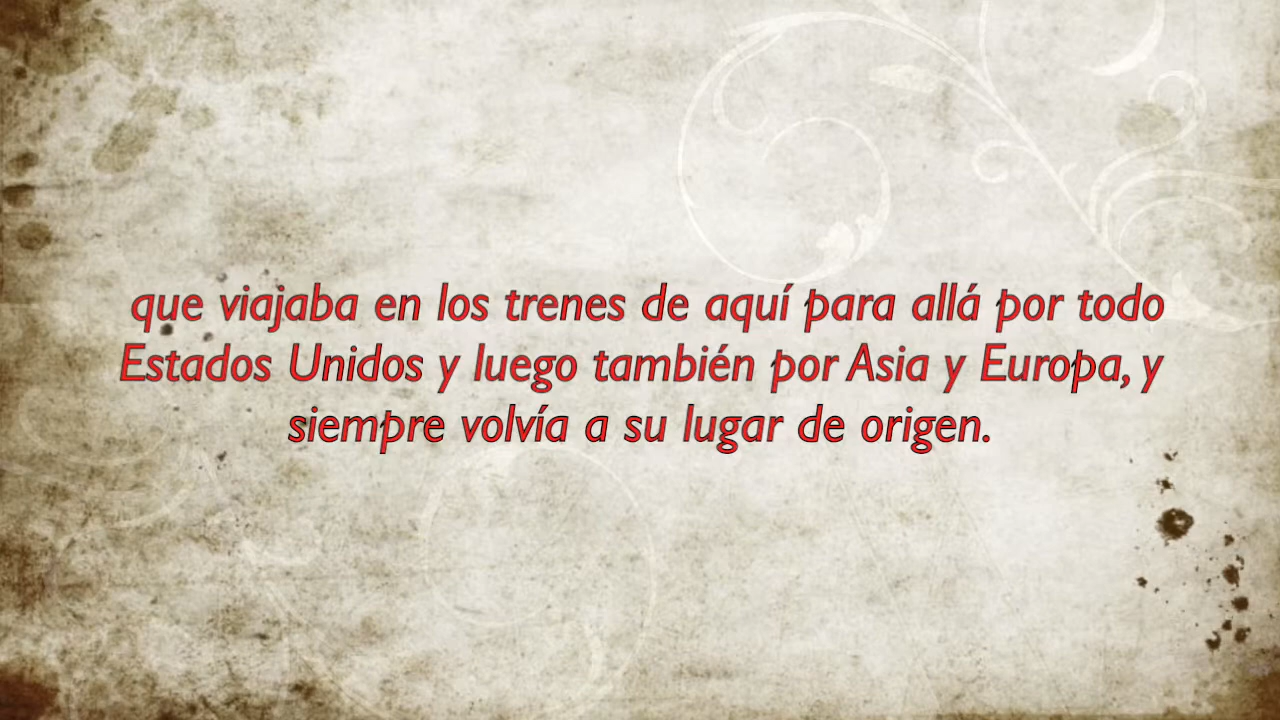 que viajaba en los trenes de aquí para allá por todo
Estados Unidos y luego también por Asia y Europa, y
siempre volvía a su lugar de origen.